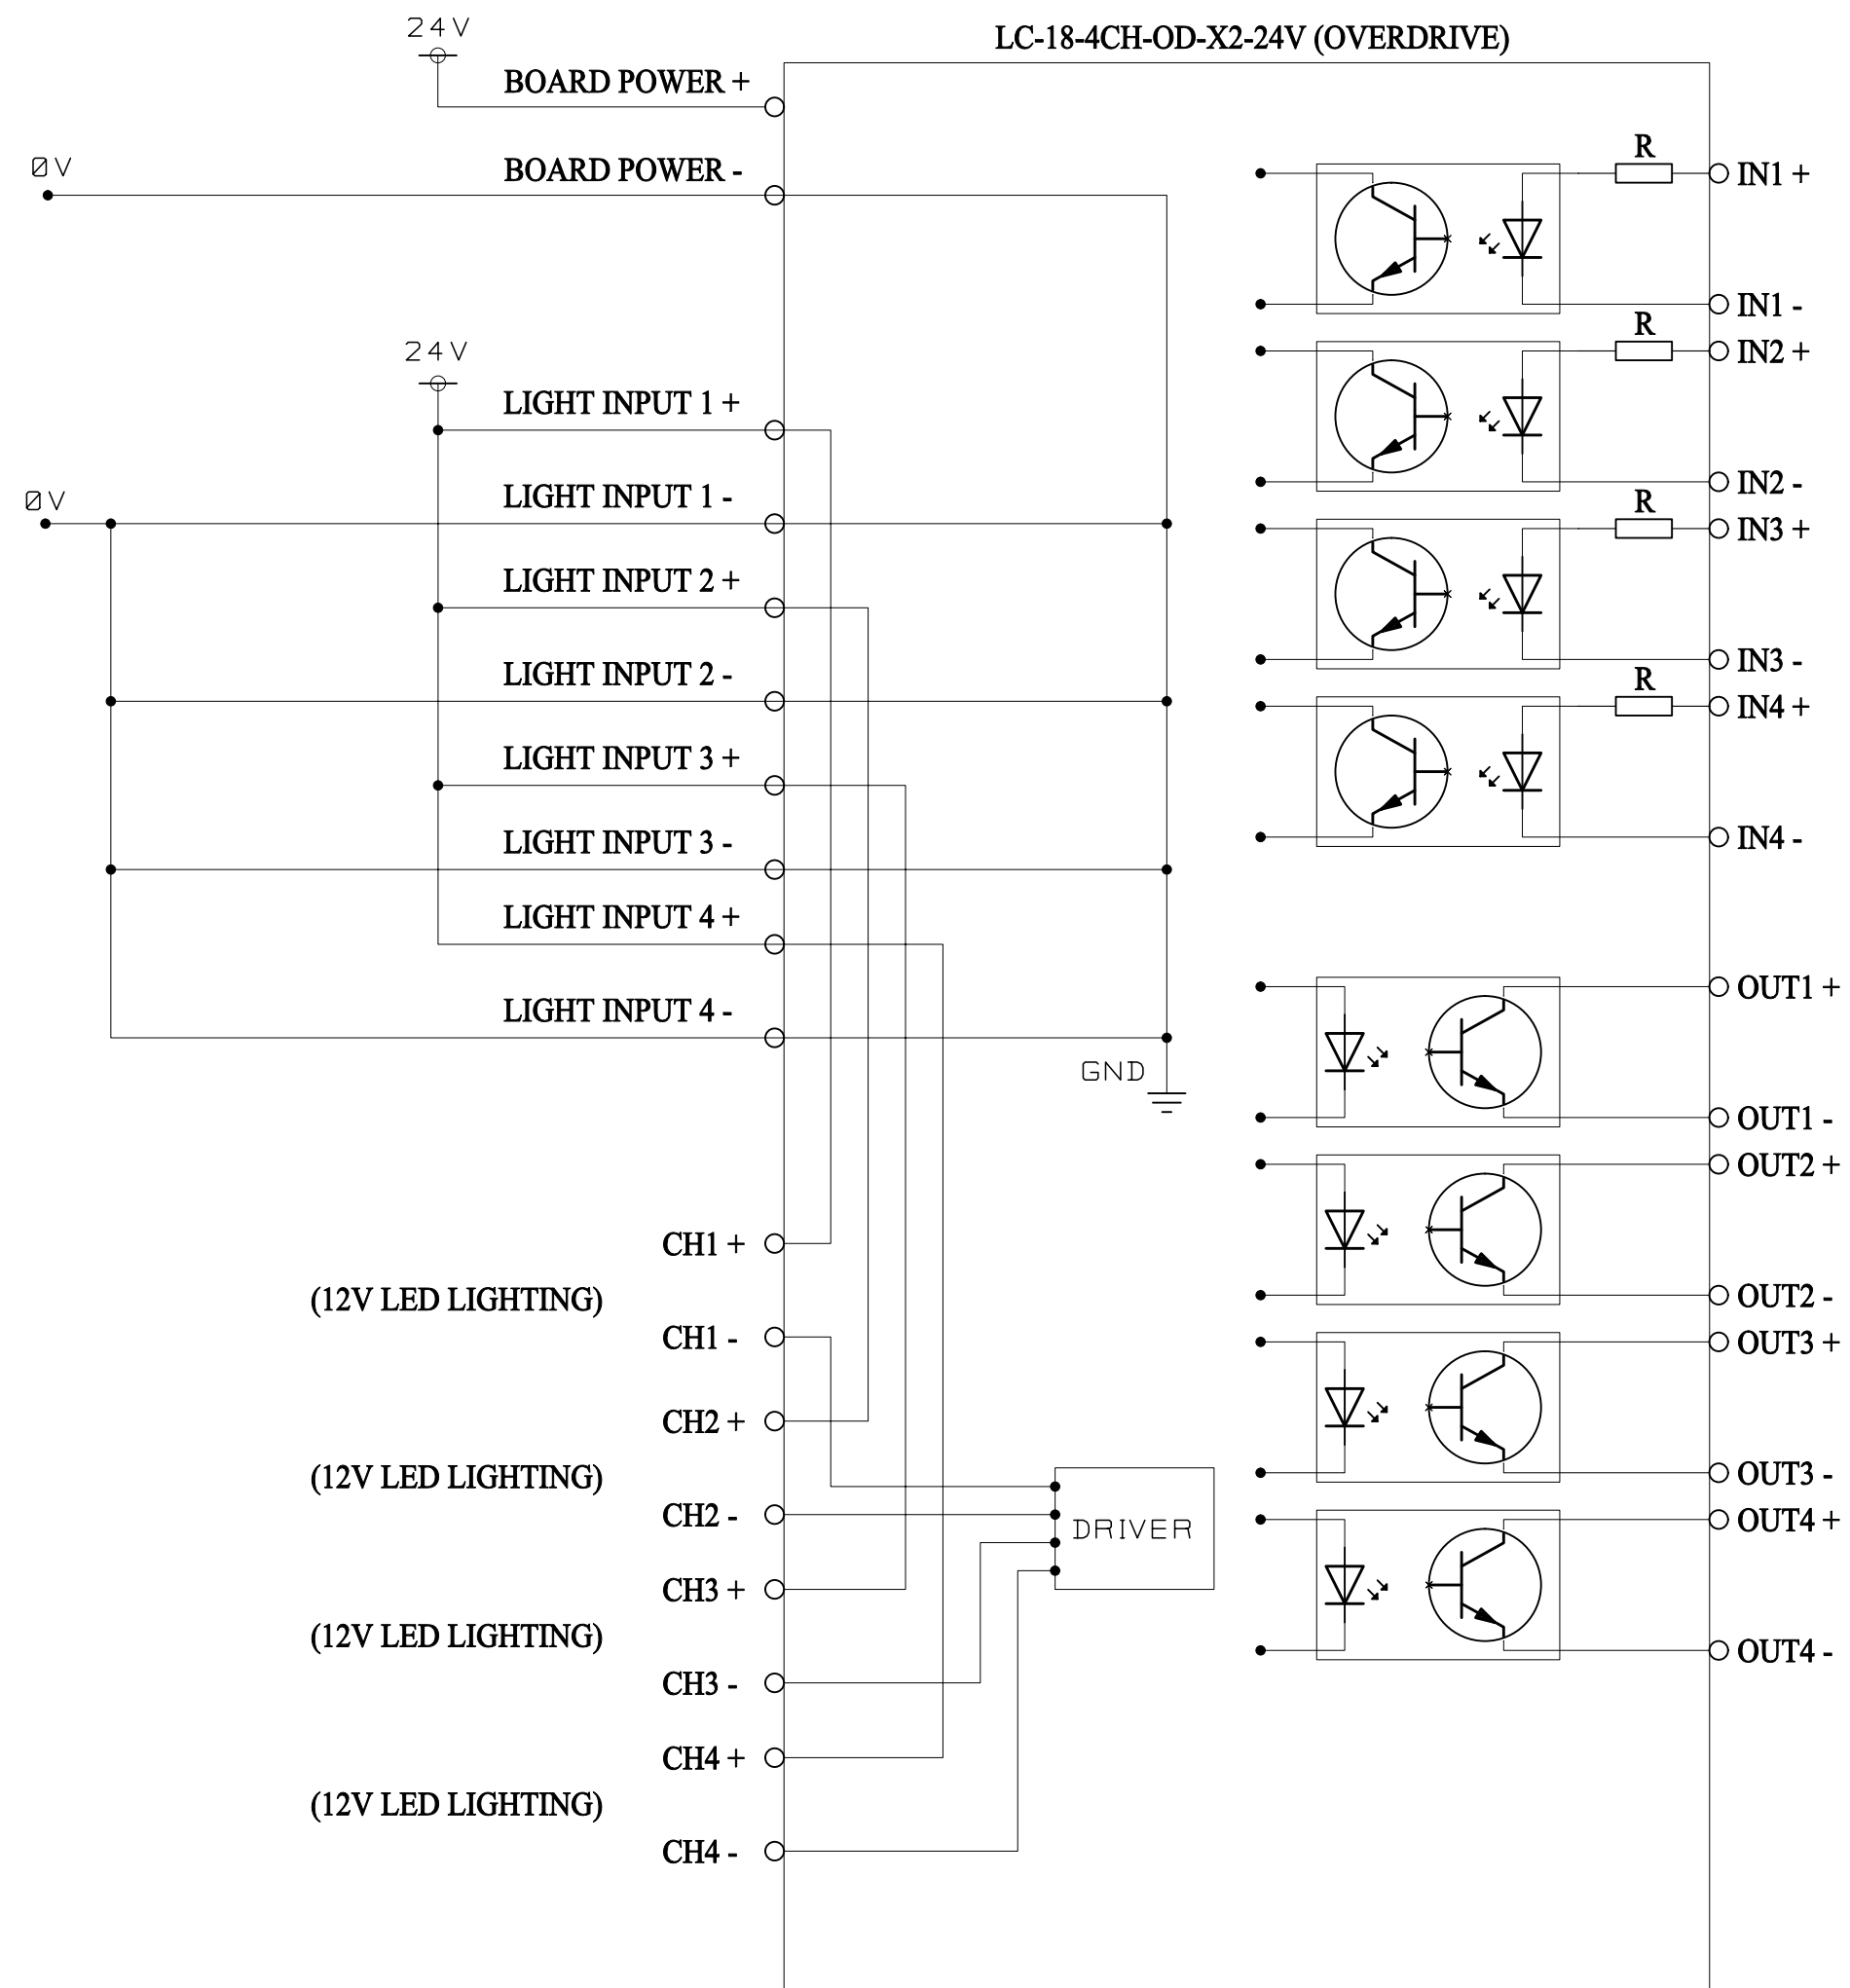 24V
LC-18-4CH-OD-X2-24V (OVERDRIVE)
BOARD POWER +
0V
BOARD POWER -
24V
LIGHT INPUT 1 +
0V
LIGHT INPUT 1 -
LIGHT INPUT 2 +
LIGHT INPUT 2 -
LIGHT INPUT 3 +
LIGHT INPUT 3 -
LIGHT INPUT 4 +
LIGHT INPUT 4 -
GND
CH1 +
(12V LED LIGHTING)
CH1 -
CH2 +
(12V LED LIGHTING)
CH2 -
DRIVER
CH3 +
(12V LED LIGHTING)
CH3 -
CH4 +
(12V LED LIGHTING)
CH4 -
R
IN1 +
IN1 -
R
IN2 +
IN2 -
R
IN3 +
IN3 -
R
IN4 +
IN4 -
OUT1 +
OUT1 -
OUT2 +
OUT2 -
OUT3 +
OUT3 -
OUT4 +
OUT4 -